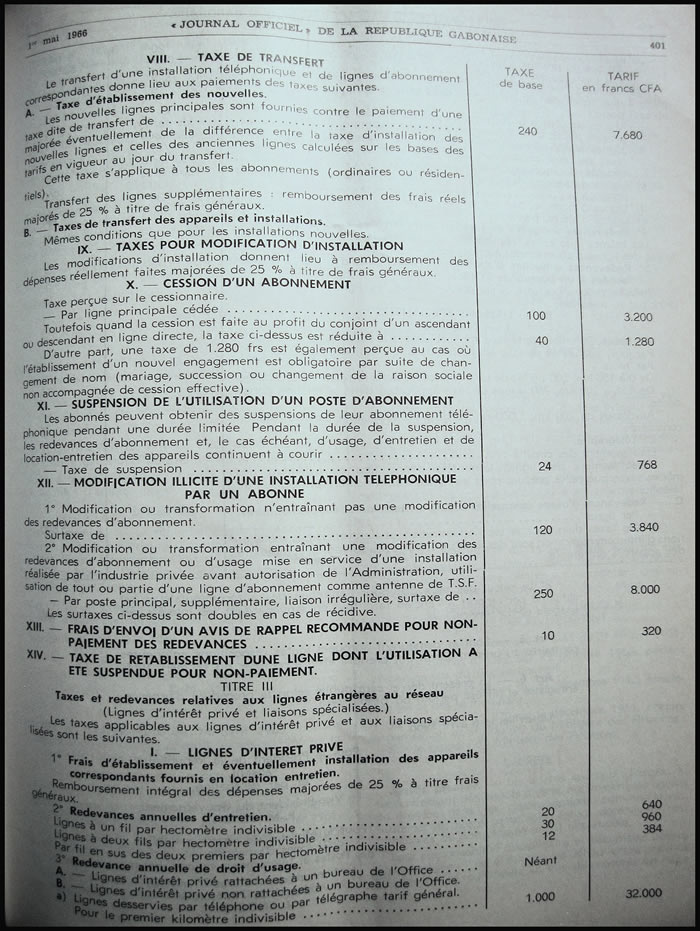 1er mai 1966 « JOURNAL OFFICIEL » DE LA REPUBLIQUE GABONAISE 401
TAXE de base
TARIF en francs CFA
VIII. — TAXE DE TRANSFERT
Le transfert d'une installation téléphonique et de lignes d'abonnement
correspondantes donne lieu aux paiements des taxes suivantes.
A. — Taxe d'établissement des nouvelles.
Les nouvelles lignes principales sont fournies contre le paiement d'une
taxe dite de transfert de .......... 240 7.680
majorée éventuellement de la différence entre la taxe d'installation des
nouvelles lignes et celles des anciennes lignes calculées sur les bases des
tarifs en vigueur au jour du transfert.
Cette taxe s'applique à tous les abonnements (ordinaires ou résiden-
tiels).
Transfert des lignes supplémentaires : remboursement des frais réels
majorés de 25 % à titre de frais généraux.
B. — Taxes de transfert des appareils et installations.
Mêmes conditions que pour les installations nouvelles.
IX. — TAXES POUR MODIFICATION D'INSTALLATION
Les modifications d'installation donnent lieu à remboursement des
dépenses réellement faites majorées de 25 % à titre de frais généraux.
X. — CESSION D'UN ABONNEMENT
Taxe perçue sur le cessionnaire.
— Par ligne principale cédée .......... 100 3.200
Toutefois quand la cession est faite au profit du conjoint d'un ascendant
ou descendant en ligne directe, la taxe ci-dessus est réduite à .......... 40 1.280
D'autre part, une taxe de 1.280 frs est également perçue au cas où
l'établissement d'un nouvel engagement est obligatoire par suite de chan-
gement de nom (mariage, succession ou changement de la raison sociale
non accompagnée de cession effective).
XI. — SUSPENSION DE L'UTILISATION D'UN POSTE D'ABONNEMENT
Les abonnés peuvent obtenir des suspensions de leur abonnement télé-
phonique pendant une durée limitée Pendant la durée de la suspension,
les redevances d'abonnement et, le cas échéant, d'usage, d'entretien et de
location-entretien des appareils continuent à courir ..........
— Taxe de suspension .......... 24 768
XII. — MODIFICATION ILLICITE D'UNE INSTALLATION TELEPHONIQUE
PAR UN ABONNE
1° Modification ou transformation n'entraînant pas une modification
des redevances d'abonnement.
Surtaxe de .......... 120 3.840
2° Modification ou transformation entraînant une modification des
redevances d'abonnement ou d'usage mise en service d'une installation
réalisée par l'industrie privée avant autorisation de l'Administration, utili-
sation de tout ou partie d'une ligne d'abonnement comme antenne de T.S.F.
— Par poste principal, supplémentaire, liaison irrégulière, surtaxe de .. 250 8.000
Les surtaxes ci-dessus sont doubles en cas de récidive.
XIII. — FRAIS D'ENVOI D'UN AVIS DE RAPPEL RECOMMANDE POUR NON-
PAIEMENT DES REDEVANCES .......... 10 320
XIV. — TAXE DE RETABLISSEMENT DUNE LIGNE DONT L'UTILISATION A
ETE SUSPENDUE POUR NON-PAIEMENT.
TITRE III
Taxes et redevances relatives aux lignes étrangères au réseau
(Lignes d'intérêt privé et liaisons spécialisées.)
Les taxes applicables aux lignes d'intérêt privé et aux liaisons spécia-
lisées sont les suivantes.
I. — LIGNES D'INTERET PRIVE
1° Frais d'établissement et éventuellement installation des appareils
correspondants fournis en location entretien.
Remboursement intégral des dépenses majorées de 25 % à titre frais
généraux.
2° Redevances annuelles d'entretien.
Lignes à un fil par hectomètre indivisible .......... 20 640
Lignes à deux fils par hectomètre indivisible .......... 30 960
Par fil en sus des deux premiers par hectomètre indivisible .......... 12 384
3° Redevance annuelle de droit d'usage.
A. — Lignes d'intérêt privé rattachées à un bureau de l'Office .......... Néant
B. — Lignes d'intérêt privé non rattachées à un bureau de l'Office.
a) Lignes desservies par téléphone ou par télégraphe tarif général.
Pour le premier kilomètre indivisible .......... 1.000 32.000